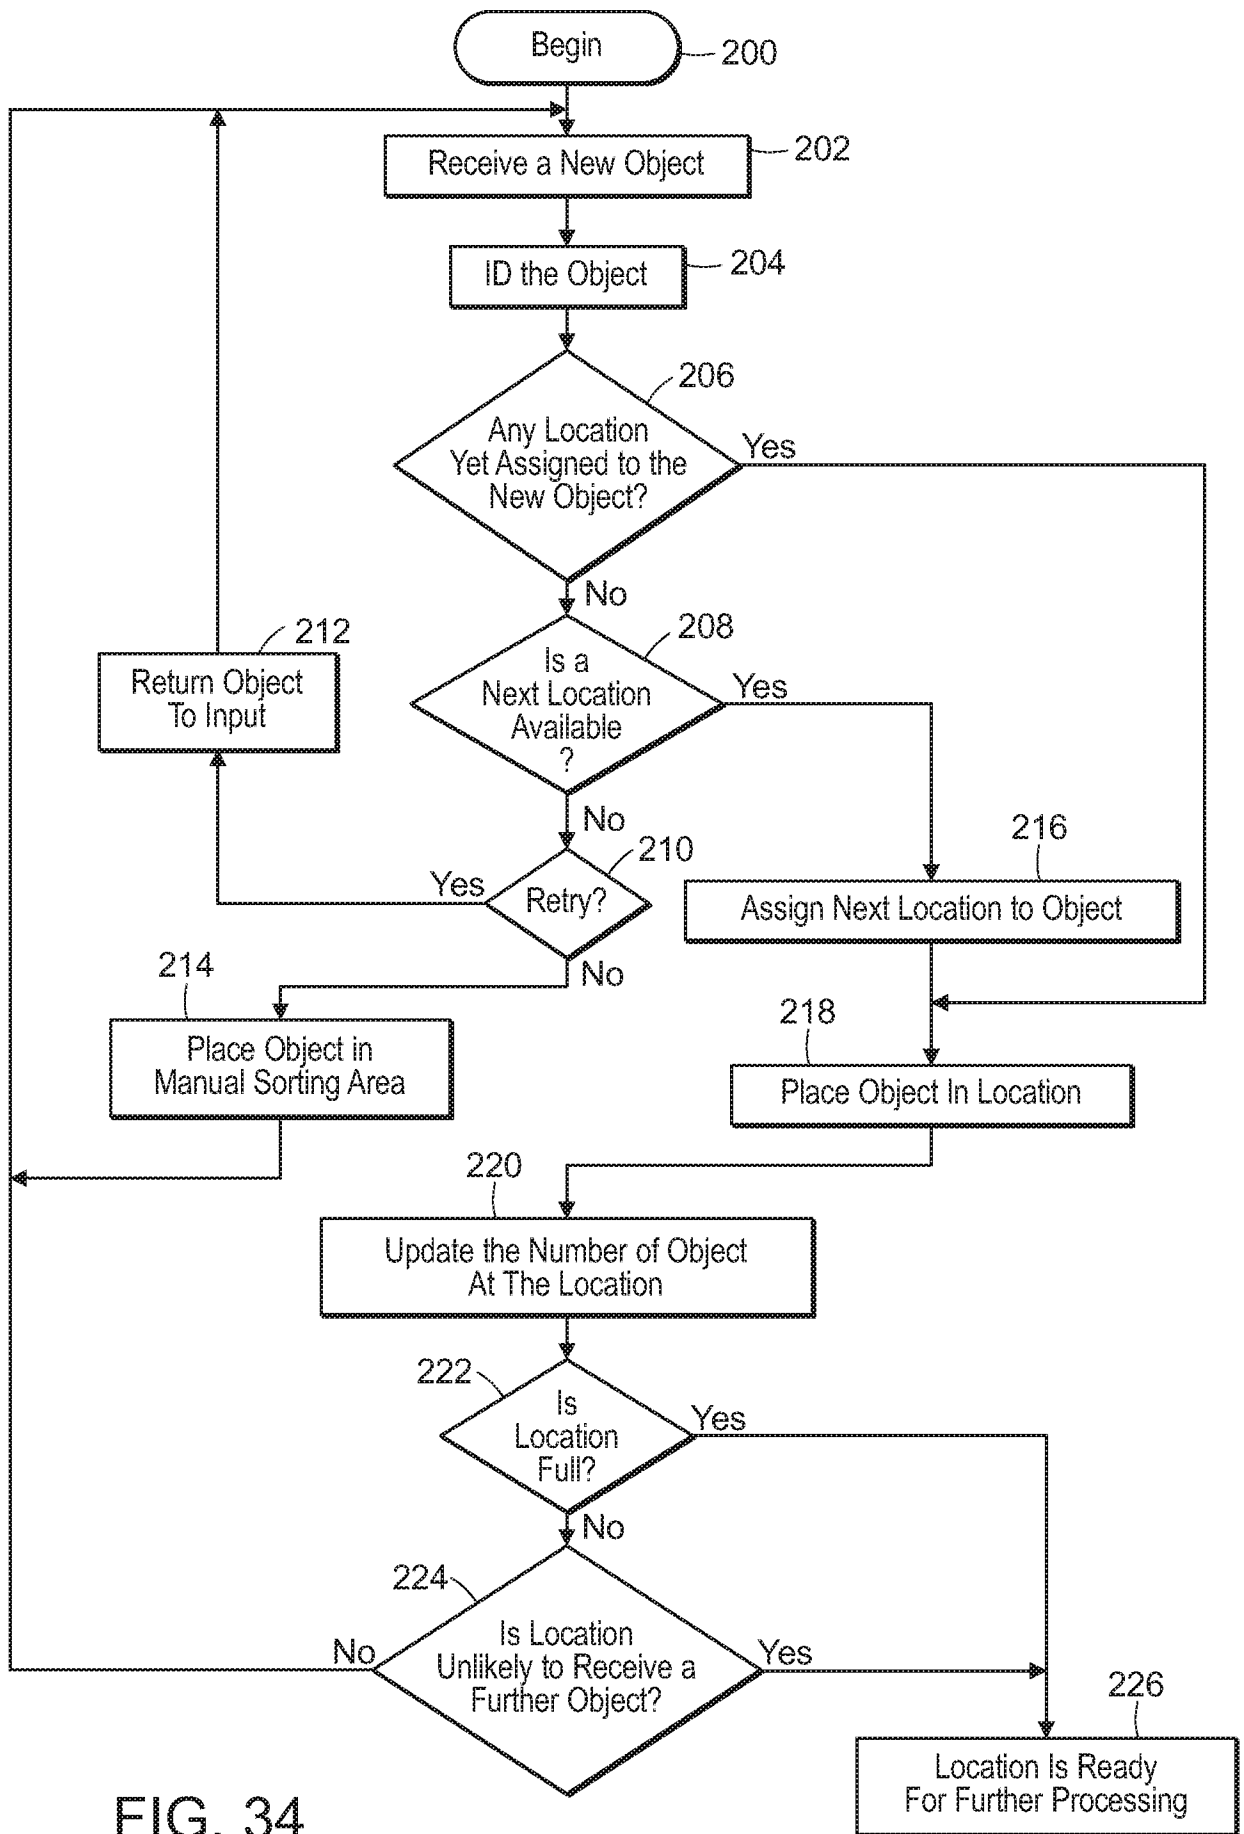 Begin
200
Receive a New Object
202
ID the Object
204
206
Any Location
Yet Assigned to the
New Object?
Yes
No
208
Is a
Next Location
Available
?
Yes
212
Return Object
To Input
No
210
Retry?
Yes
No
216
Assign Next Location to Object
214
Place Object in
Manual Sorting Area
218
Place Object In Location
220
Update the Number of Object
At The Location
222
Is
Location
Full?
Yes
No
224
Is Location
Unlikely to Receive a
Further Object?
No
Yes
226
Location Is Ready
For Further Processing
FIG. 34